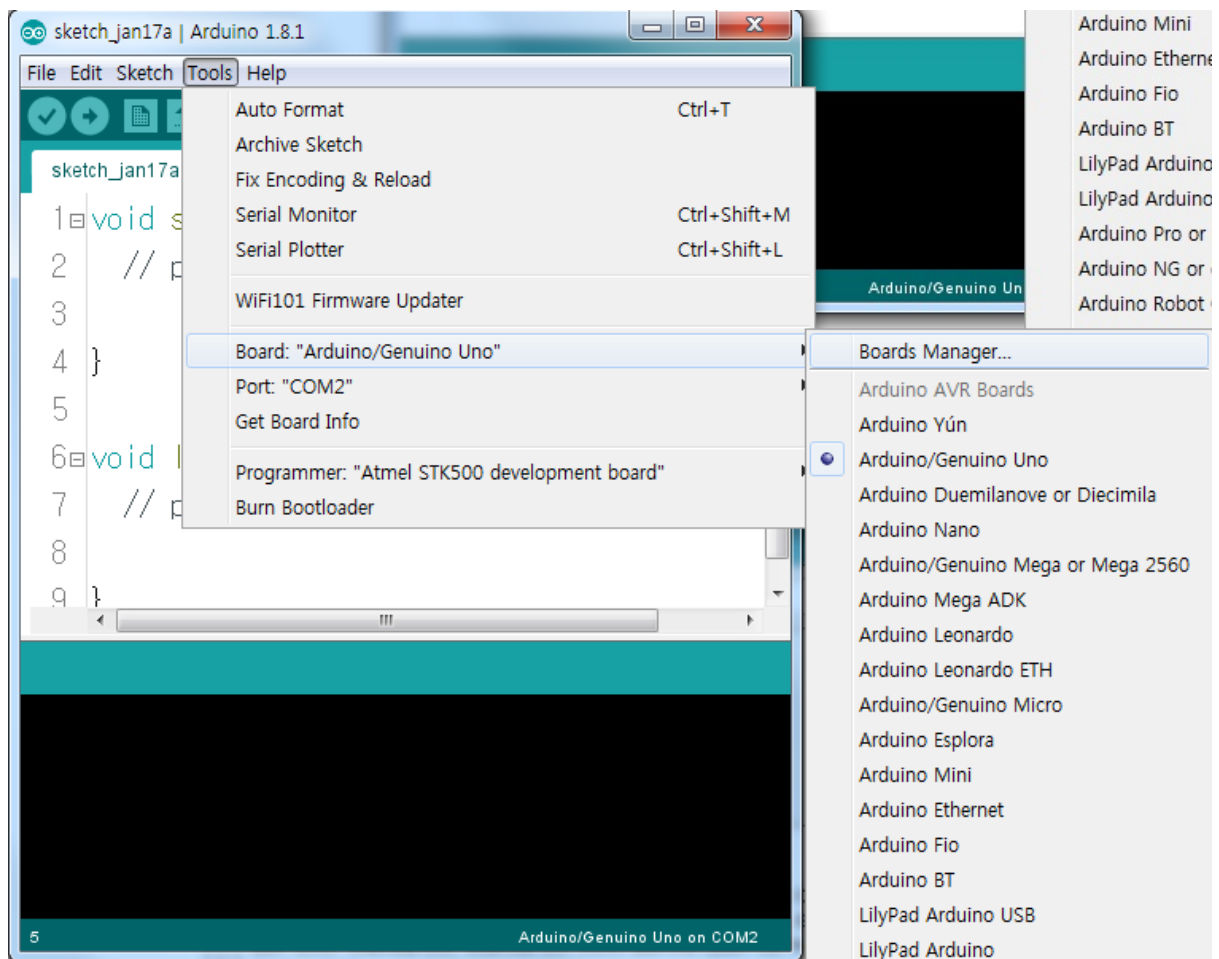 sketch_jan17a | Arduino 1.8.1
File Edit Sketch Tools Help
sketch_jan17a
1 void s
2 // p
3
4 }
5
6 void l
7 // p
8
9 }
Auto Format Ctrl+T
Archive Sketch
Fix Encoding & Reload
Serial Monitor Ctrl+Shift+M
Serial Plotter Ctrl+Shift+L
WiFi101 Firmware Updater
Board: "Arduino/Genuino Uno"
Port: "COM2"
Get Board Info
Programmer: "Atmel STK500 development board"
Burn Bootloader
5 Arduino/Genuino Uno on COM2
Arduino/Genuino Un
Arduino Mini
Arduino Etherne
Arduino Fio
Arduino BT
LilyPad Arduino
LilyPad Arduino
Arduino Pro or
Arduino NG or
Arduino Robot
Boards Manager...
Arduino AVR Boards
Arduino Yún
Arduino/Genuino Uno
Arduino Duemilanove or Diecimila
Arduino Nano
Arduino/Genuino Mega or Mega 2560
Arduino Mega ADK
Arduino Leonardo
Arduino Leonardo ETH
Arduino/Genuino Micro
Arduino Esplora
Arduino Mini
Arduino Ethernet
Arduino Fio
Arduino BT
LilyPad Arduino USB
LilyPad Arduino